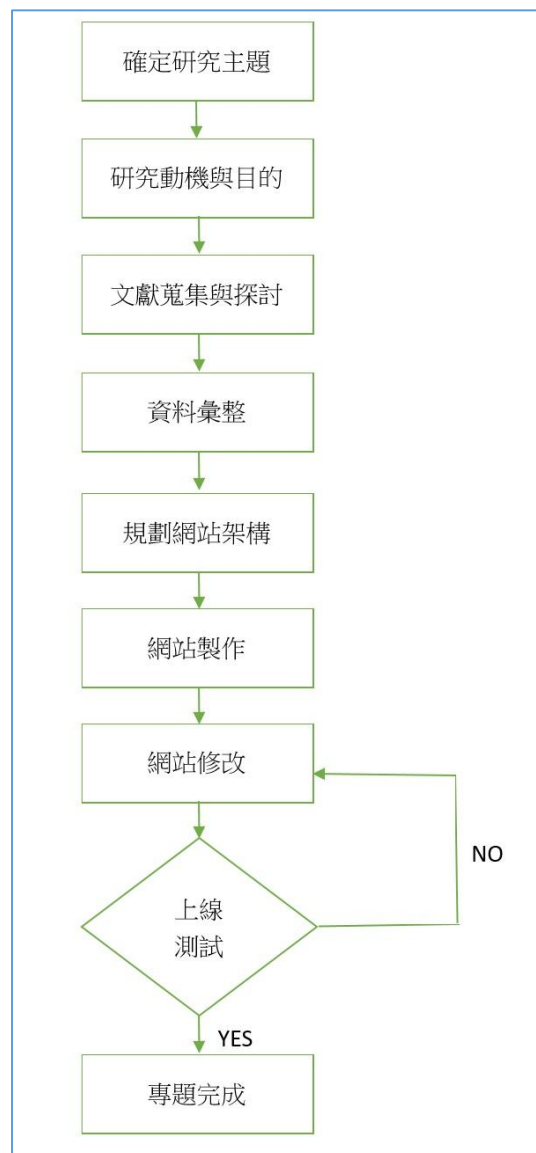 確定研究主題
研究動機與目的
文獻蒐集與探討
資料彙整
規劃網站架構
網站製作
網站修改
NO
上線
測試
YES
專題完成